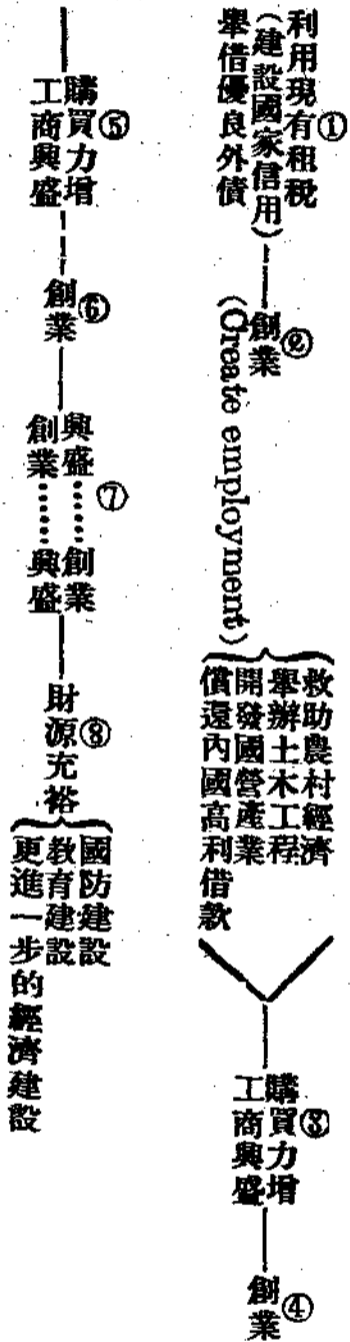 ①
利用現有租税
（建設國家信用）
舉借優良外債
②
創業
（Create employment）
救助農村經濟
舉辦土木工程
開發國營產業
償還內國高利借款
③
購買力增
工商興盛
④
創業
⑤
購買力增
工商興盛
⑥
創業
⑦
興盛……創業
創業……興盛
⑧
財源充裕
國防建設
教育建設
更進一步的經濟建設